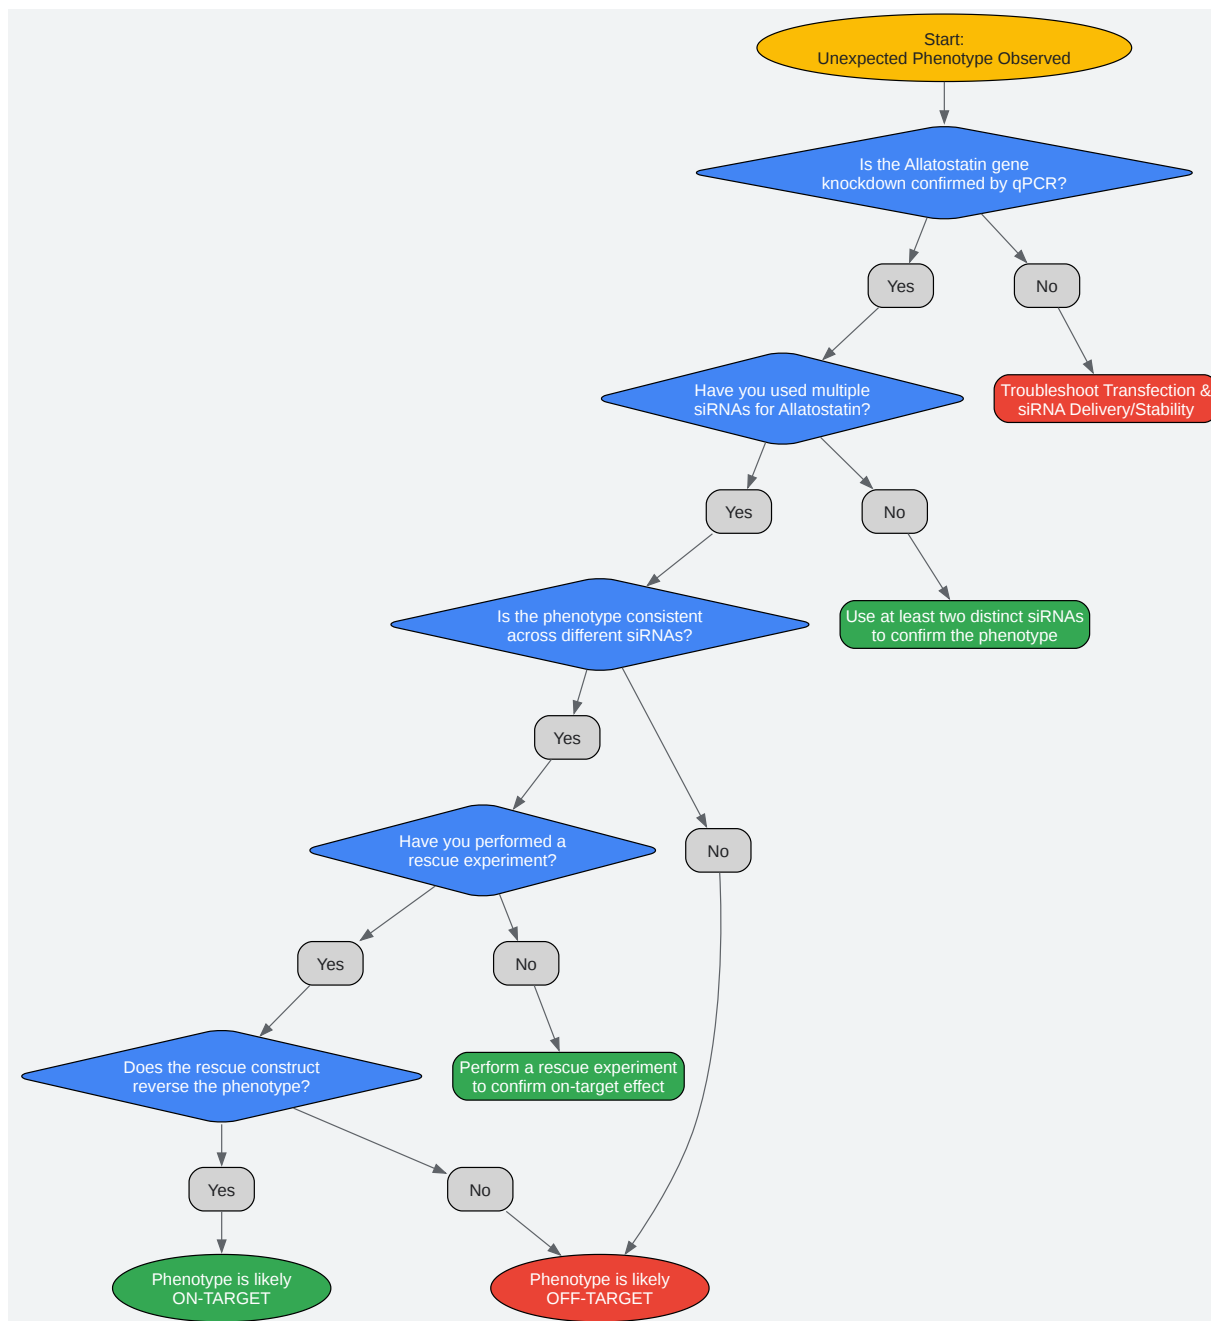 Start:
Unexpected Phenotype Observed
Is the Allatostatin gene
knockdown confirmed by qPCR?
Yes
No
Troubleshoot Transfection &
siRNA Delivery/Stability
Have you used multiple
siRNAs for Allatostatin?
Yes
No
Use at least two distinct siRNAs
to confirm the phenotype
Is the phenotype consistent
across different siRNAs?
Yes
No
Have you performed a
rescue experiment?
Yes
No
Perform a rescue experiment
to confirm on-target effect
Does the rescue construct
reverse the phenotype?
Yes
No
Phenotype is likely
ON-TARGET
Phenotype is likely
OFF-TARGET